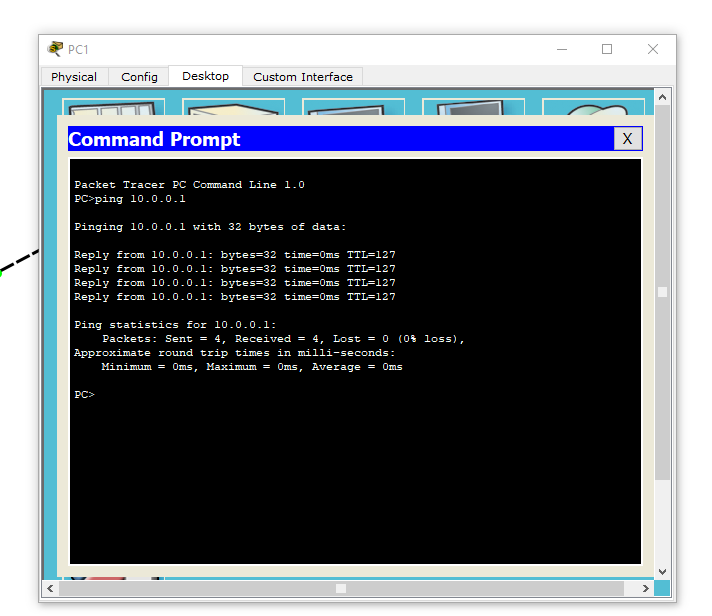 PC1
Physical Config Desktop Custom Interface
Command Prompt X
Packet Tracer PC Command Line 1.0
PC>ping 10.0.0.1
Pinging 10.0.0.1 with 32 bytes of data:
Reply from 10.0.0.1: bytes=32 time=0ms TTL=127
Reply from 10.0.0.1: bytes=32 time=0ms TTL=127
Reply from 10.0.0.1: bytes=32 time=0ms TTL=127
Reply from 10.0.0.1: bytes=32 time=0ms TTL=127
Ping statistics for 10.0.0.1:
Packets: Sent = 4, Received = 4, Lost = 0 (0% loss),
Approximate round trip times in milli-seconds:
Minimum = 0ms, Maximum = 0ms, Average = 0ms
PC>